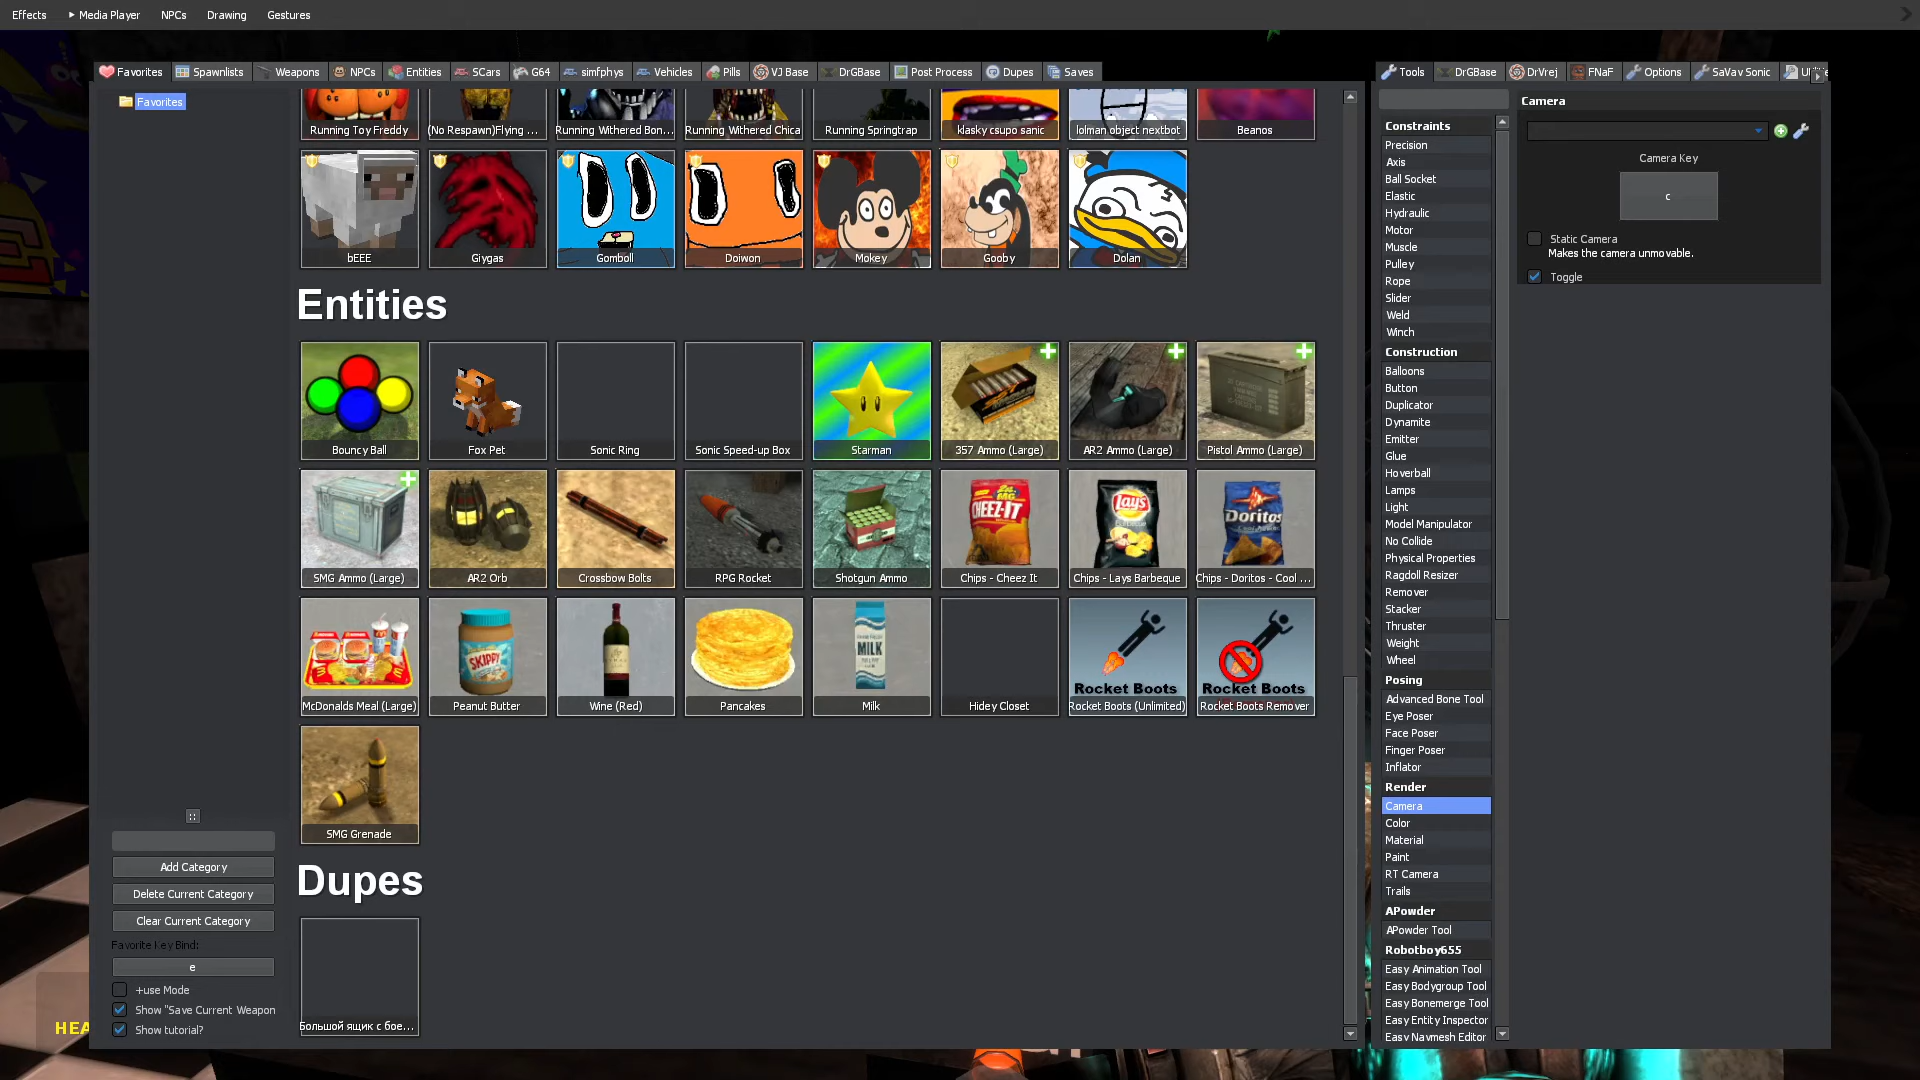 Effects
Media Player
NPCs
Drawing
Gestures
Favorites
Spawnlists
Weapons
NPCs
Entities
SCars
G64
simfphys
Vehicles
Pills
VJ Base
DrGBase
Post Process
Dupes
Saves
Favorites
Running Toy Freddy
(No Respawn)Flying ...
Running Withered Bon...
Running Withered Chica
Running Springtrap
klasky csupo sanic
lolman object nextbot
Beanos
bEEE
Giygas
Gomboll
Doiwon
Mokey
Gooby
Dolan
Entities
Bouncy Ball
Fox Pet
Sonic Ring
Sonic Speed-up Box
Starman
357 Ammo (Large)
AR2 Ammo (Large)
Pistol Ammo (Large)
SMG Ammo (Large)
AR2 Orb
Crossbow Bolts
RPG Rocket
Shotgun Ammo
CHEEZ-IT
Chips - Cheez It
Lays
Chips - Lays Barbeque
Doritos
Chips - Doritos - Cool ...
McDonalds Meal (Large)
SKIPPY
Peanut Butter
Wine (Red)
Pancakes
MILK
Milk
Hidey Closet
Rocket Boots
Rocket Boots (Unlimited)
Rocket Boots
Rocket Boots Remover
SMG Grenade
Dupes
Большой ящик с бое...
Add Category
Delete Current Category
Clear Current Category
Favorite Key Bind:
e
+use Mode
Show "Save Current Weapon
Show tutorial?
HEA
Tools
DrGBase
DrVrej
FNaF
Options
SaVav Sonic
Constraints
Precision
Axis
Ball Socket
Elastic
Hydraulic
Motor
Muscle
Pulley
Rope
Slider
Weld
Winch
Construction
Balloons
Button
Duplicator
Dynamite
Emitter
Glue
Hoverball
Lamps
Light
Model Manipulator
No Collide
Physical Properties
Ragdoll Resizer
Remover
Stacker
Thruster
Weight
Wheel
Posing
Advanced Bone Tool
Eye Poser
Face Poser
Finger Poser
Inflator
Render
Camera
Color
Material
Paint
RT Camera
Trails
APowder
APowder Tool
Robotboy655
Easy Animation Tool
Easy Bodygroup Tool
Easy Bonemerge Tool
Easy Entity Inspector
Easy Navmesh Editor
Camera
Camera Key
c
Static Camera
Makes the camera unmovable.
Toggle